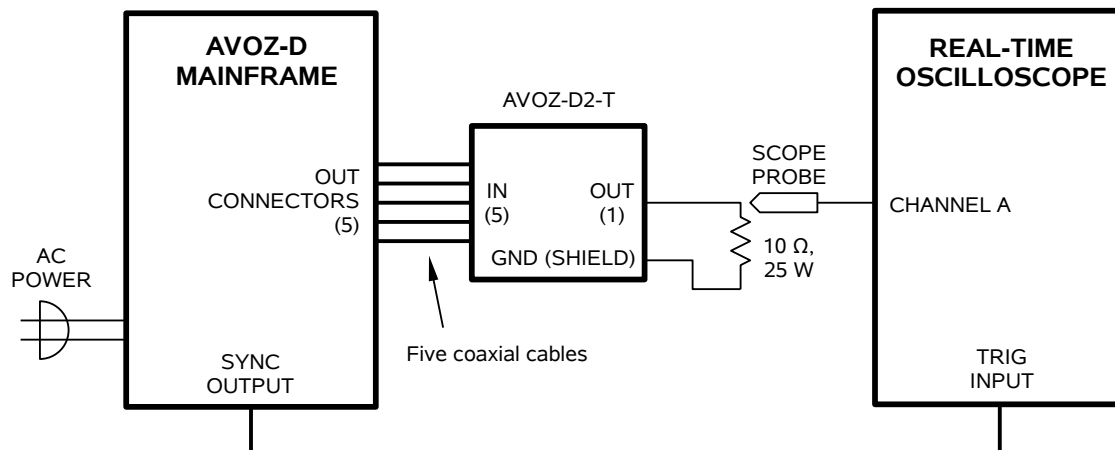 AVOZ-D
MAINFRAME
OUT
CONNECTORS
(5)
AC
POWER
SYNC
OUTPUT
Five coaxial cables
AVOZ-D2-T
IN
(5)
OUT
(1)
GND (SHIELD)
SCOPE
PROBE
10 Ω,
25 W
REAL-TIME
OSCILLOSCOPE
CHANNEL A
TRIG
INPUT